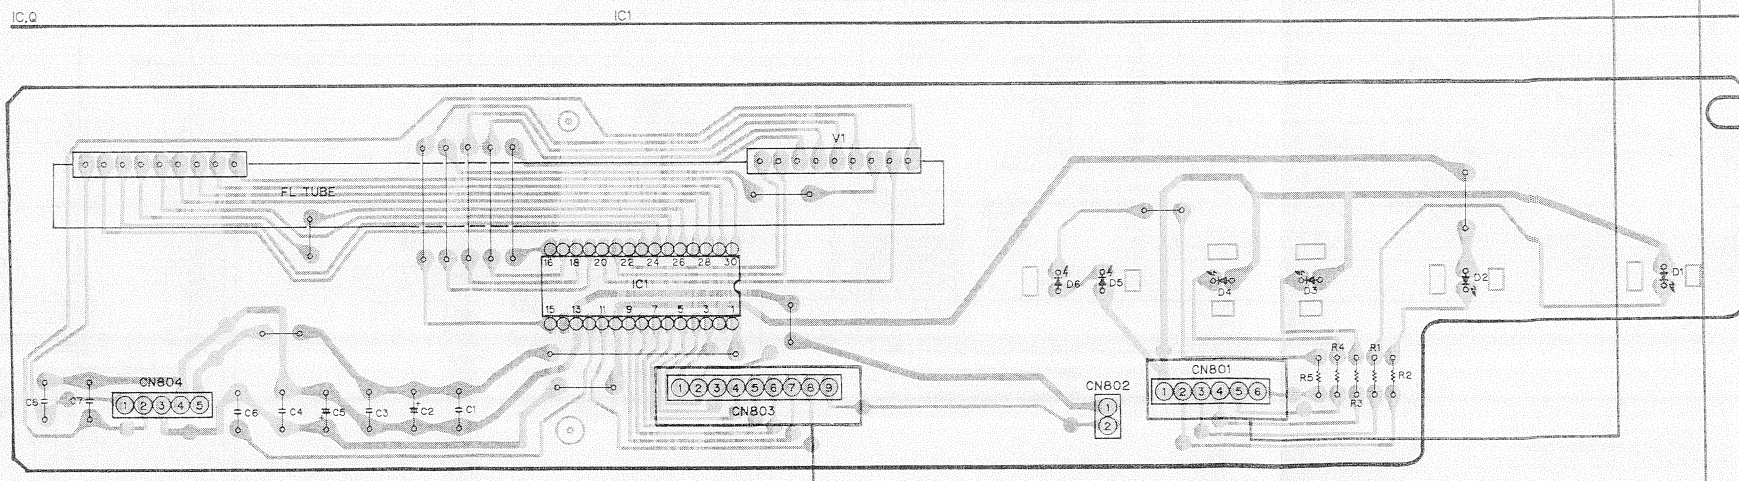 IC,Q IC1
V1
FL TUBE
16 18 20 22 24 26 28 30
IC1
15 13 11 9 7 5 3 1
D6 D5 D4 D3 D2 D1
R4 R1
R5 R2
R3
CN804
1 2 3 4 5
C8 C7 C6 C4 C5 C3 C2 C1
1 2 3 4 5 6 7 8 9
CN803
CN802
1
2
CN801
1 2 3 4 5 6